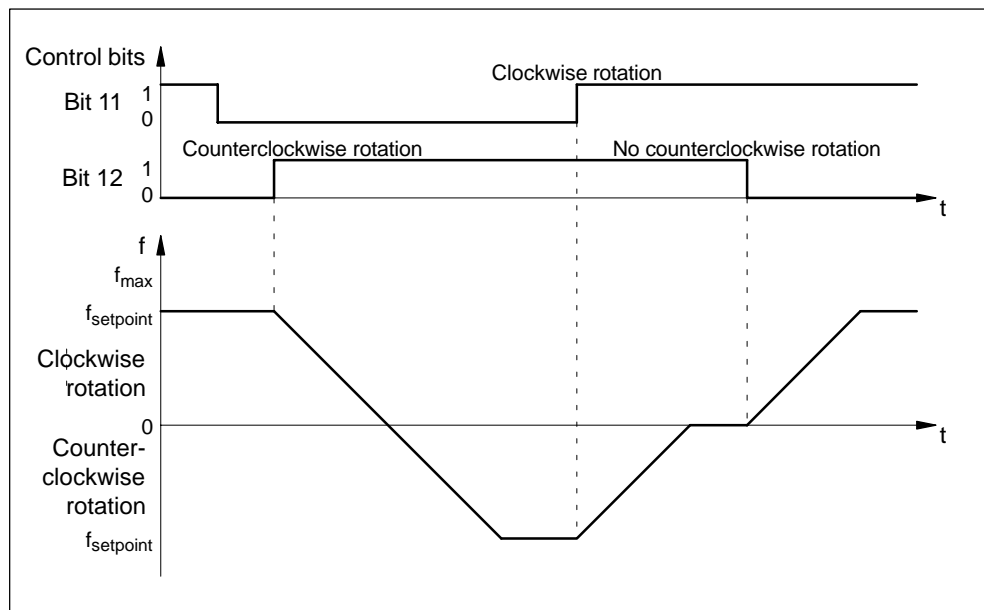 Control bits
Clockwise rotation
Bit 11
1
0
Counterclockwise rotation
No counterclockwise rotation
Bit 12
1
0
t
f
fmax
fsetpoint
Clockwise
rotation
0
t
Counter-
clockwise
rotation
fsetpoint